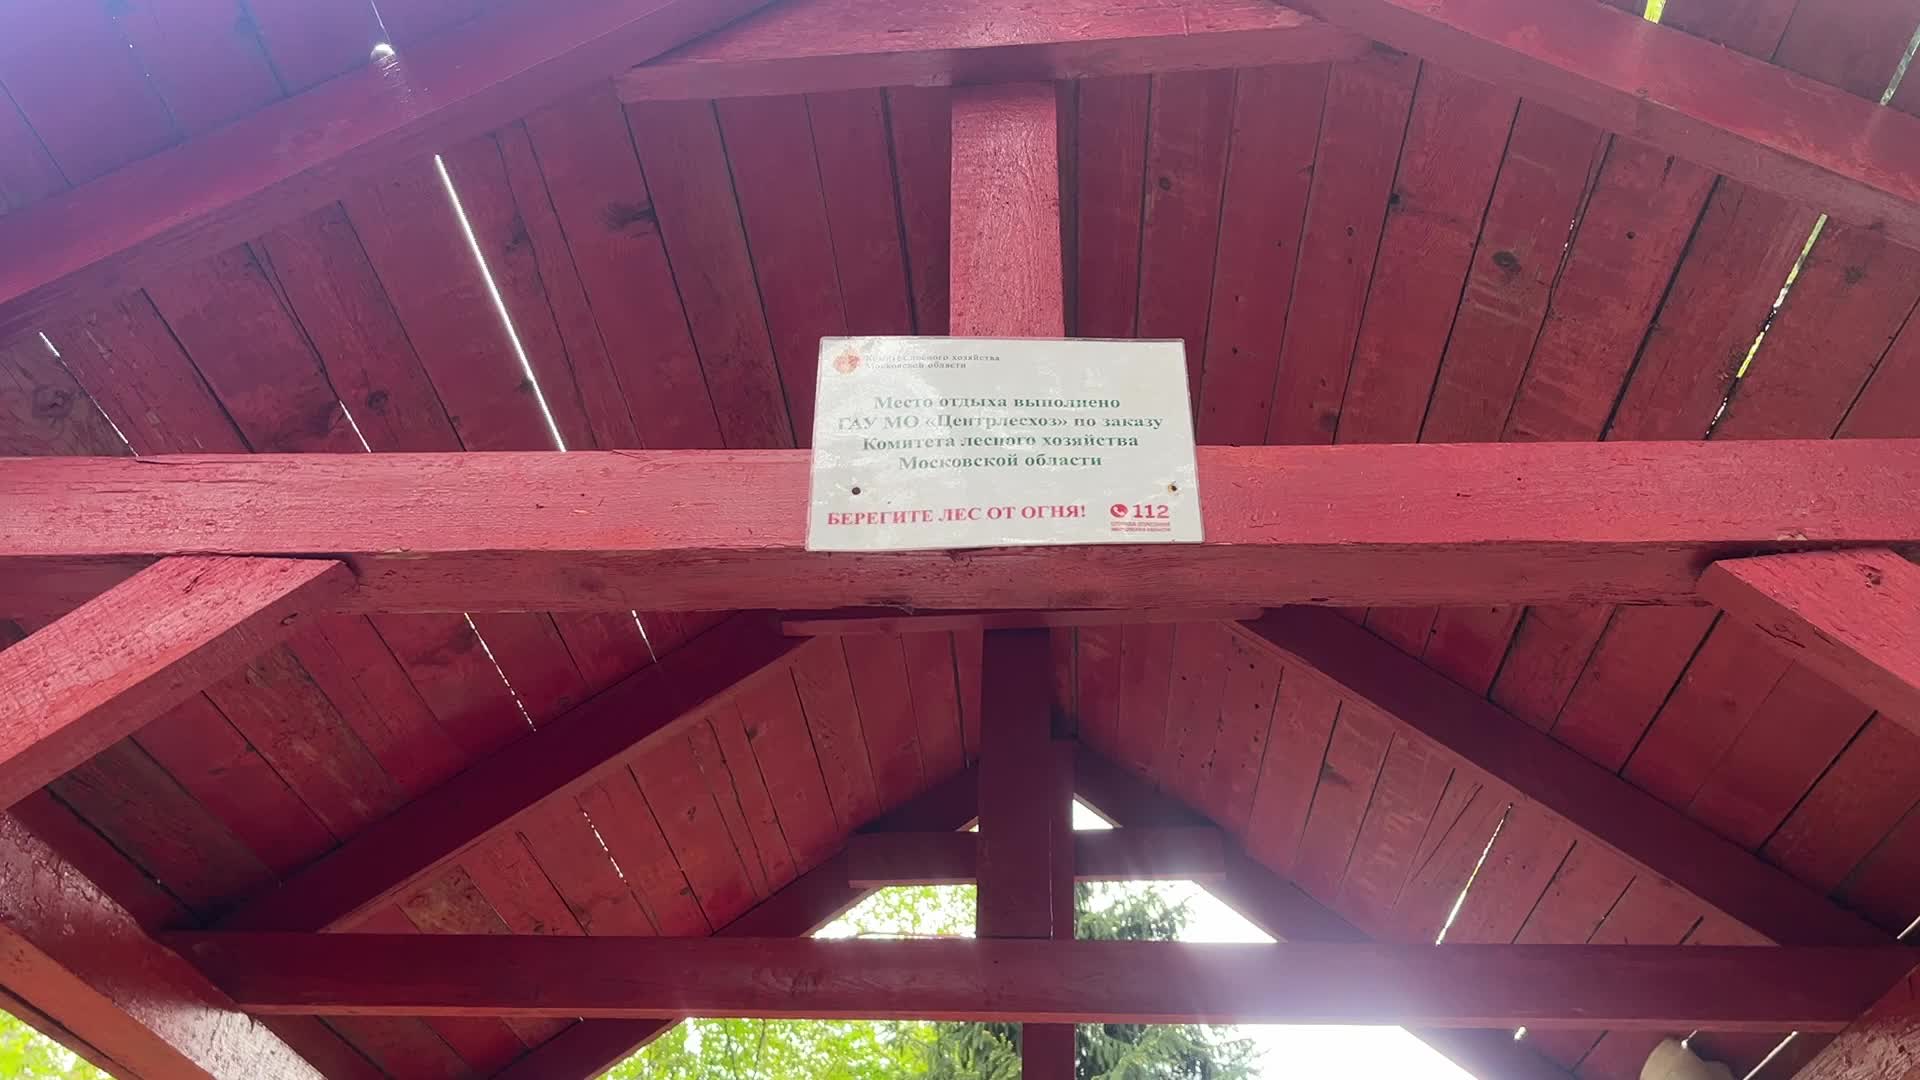 Комитет лесного хозяйства
Московской области
Место отдыха выполнено
ГАУ МО «Центрлесхоз» по заказу
Комитета лесного хозяйства
Московской области
БЕРЕГИТЕ ЛЕС ОТ ОГНЯ!
112